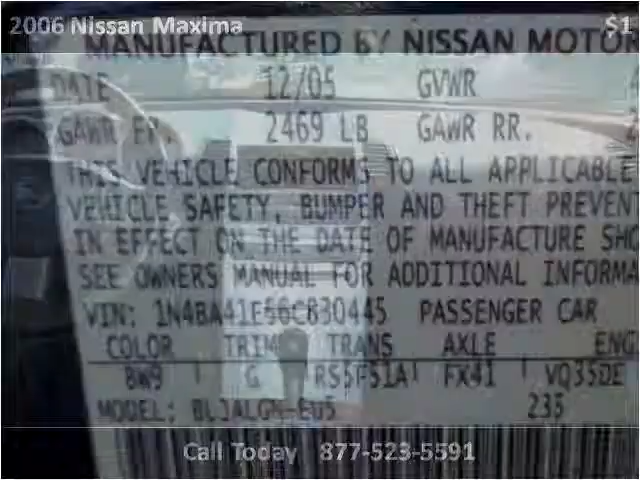 2006 Nissan Maxima $1
MANUFACTURED BY NISSAN MOTOR
DATE 12/05 GVWR
GAWR FR. 2469 LB GAWR RR. 2
THIS VEHICLE CONFORMS TO ALL APPLICABLE
VEHICLE SAFETY, BUMPER AND THEFT PREVENT
IN EFFECT ON THE DATE OF MANUFACTURE SHO
SEE OWNERS MANUAL FOR ADDITIONAL INFORMA
VIN: 1N4BA41E56C830445 PASSENGER CAR
COLOR TRIM TRANS AXLE ENG
BW9 G RS5F51A FX41 VQ35DE
MODEL: 235
Call Today 877-523-5591